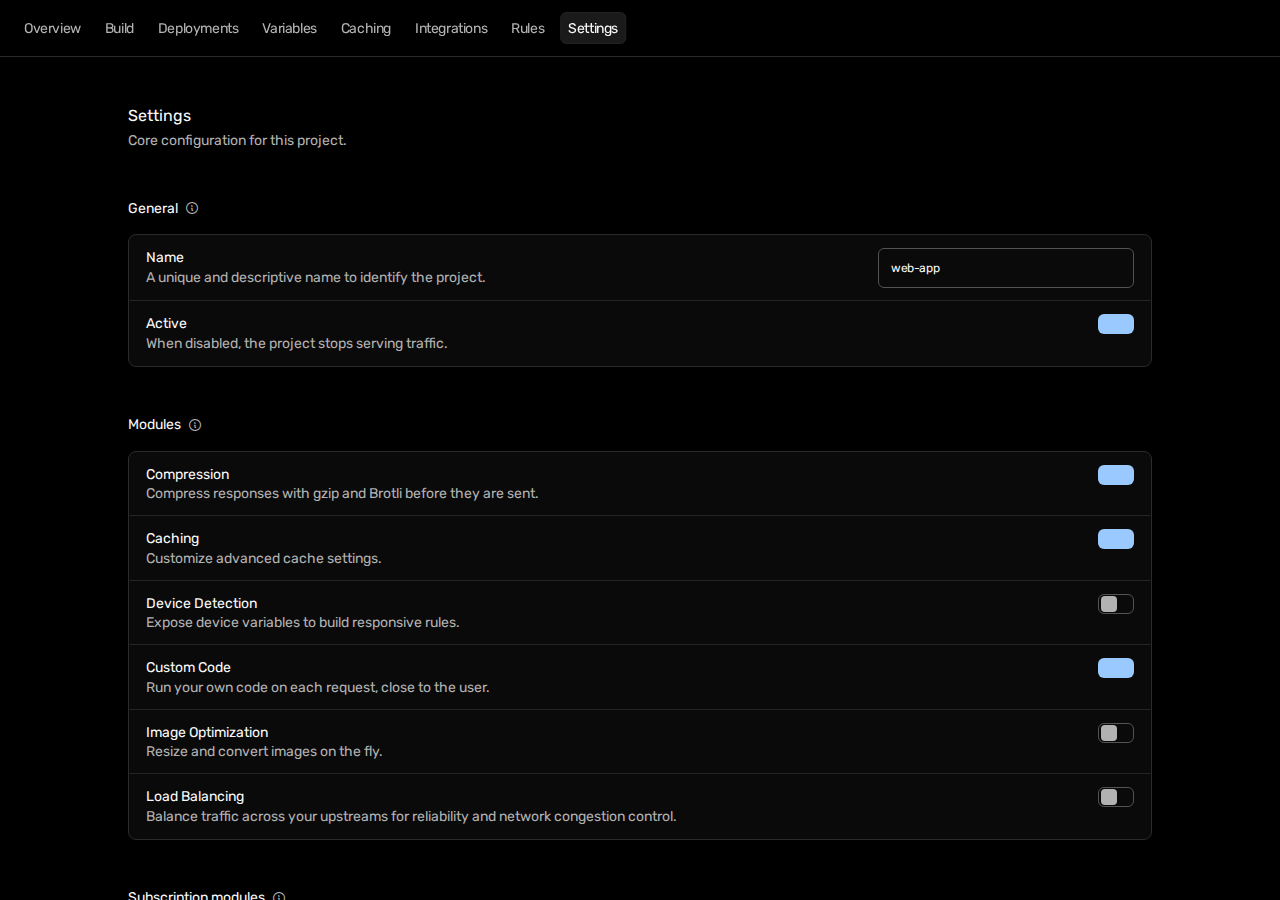 Overview Build Deployments Variables Caching Integrations Rules Settings
Settings
Core configuration for this project.
General
Name
A unique and descriptive name to identify the project.
web-app
Active
When disabled, the project stops serving traffic.
Modules
Compression
Compress responses with gzip and Brotli before they are sent.
Caching
Customize advanced cache settings.
Device Detection
Expose device variables to build responsive rules.
Custom Code
Run your own code on each request, close to the user.
Image Optimization
Resize and convert images on the fly.
Load Balancing
Balance traffic across your upstreams for reliability and network congestion control.
Subscription modules